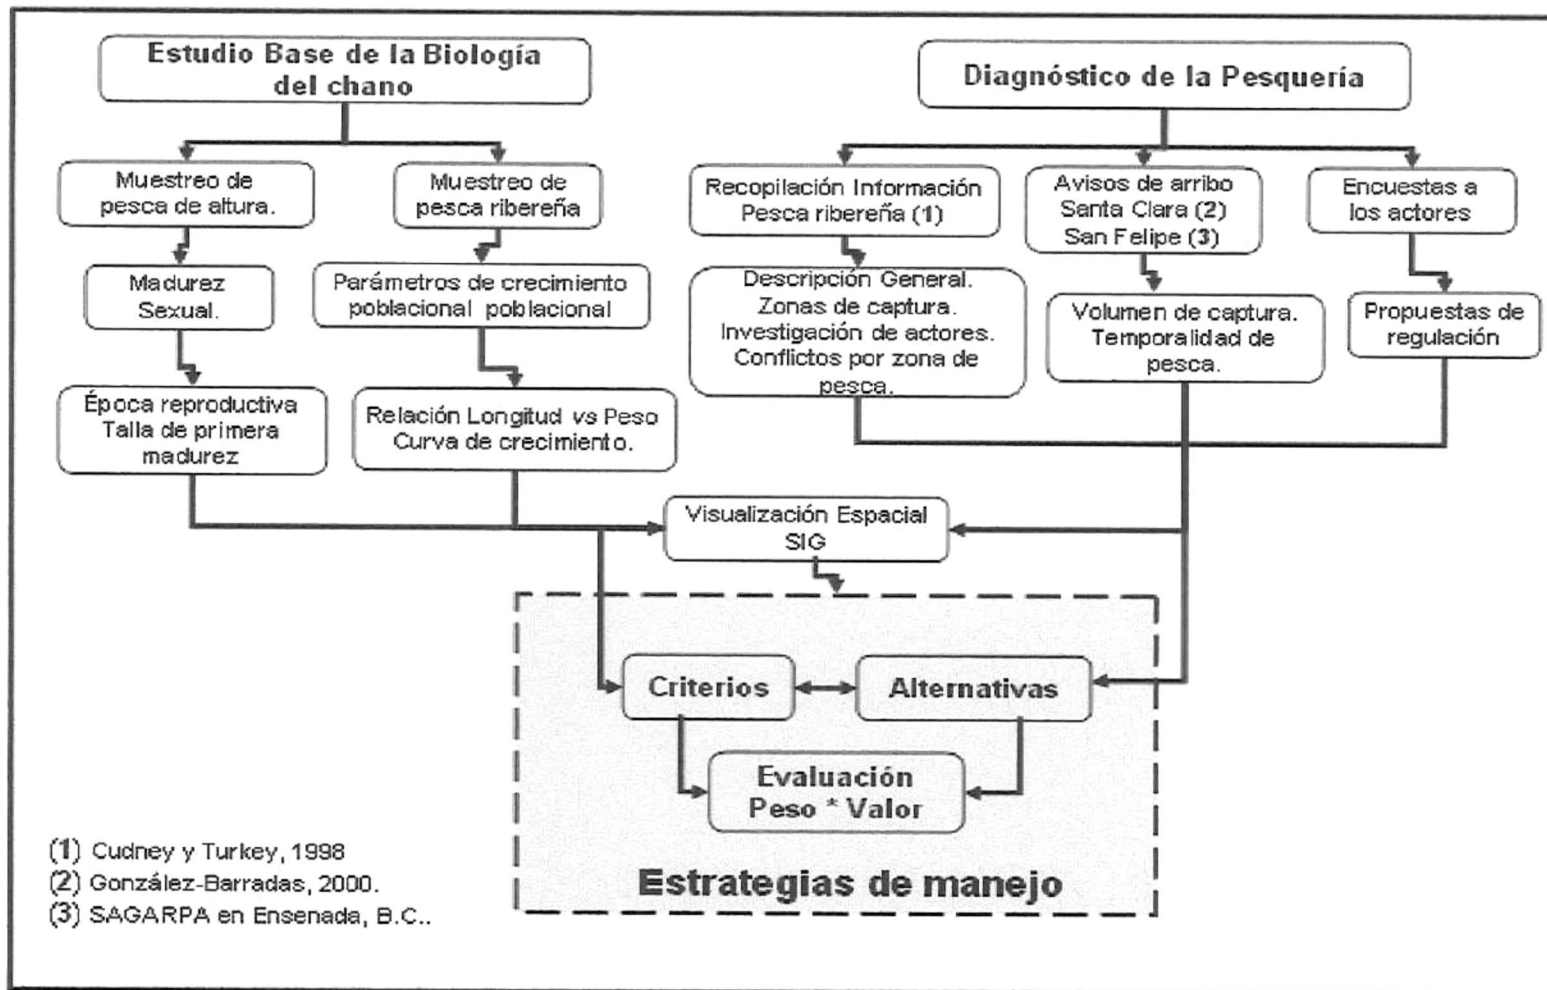 Estudio Base de la Biología
del chano
Diagnóstico de la Pesquería
Muestreo de
pesca de altura.
Muestreo de
pesca ribereña
Recopilación Información
Pesca ribereña (1)
Avisos de arribo
Santa Clara (2)
San Felipe (3)
Encuestas a
los actores
Madurez
Sexual.
Parámetros de crecimiento
poblacional poblacional
Descripción General.
Zonas de captura.
Investigación de actores.
Conflictos por zona de
pesca.
Volumen de captura.
Temporalidad de
pesca.
Propuestas de
regulación
Época reproductiva
Talla de primera
madurez
Relación Longitud vs Peso
Curva de crecimiento.
Visualización Espacial
SIG
Criterios
Alternativas
Evaluación
Peso * Valor
Estrategias de manejo
(1) Cudney y Turkey, 1998
(2) González-Barradas, 2000.
(3) SAGARPA en Ensenada, B.C..